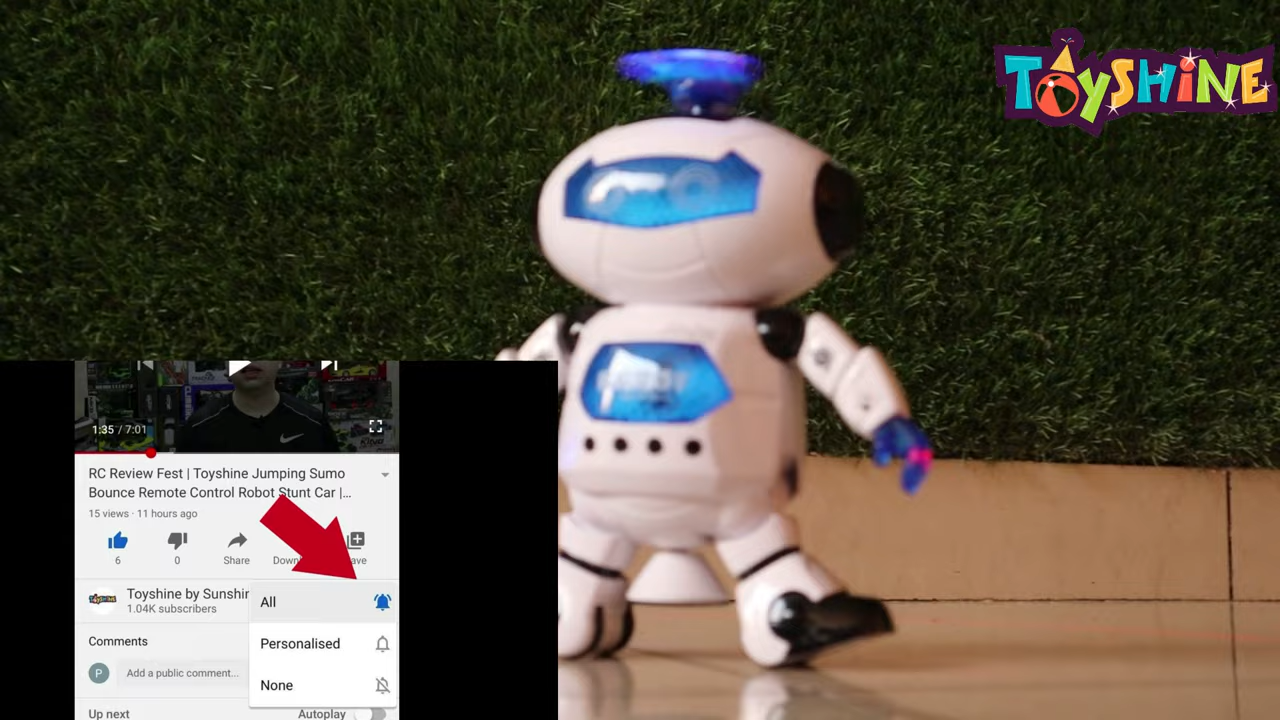 TOYSHINE
1:35 / 7:01
RC Review Fest | Toyshine Jumping Sumo
Bounce Remote Control Robot Stunt Car |...
15 views · 11 hours ago
6
0
Share
TOYSHINE
Toyshine by
1.04K subscribers
All
Comments
Personalised
P
Add a public comment...
None
Up next
Autoplay